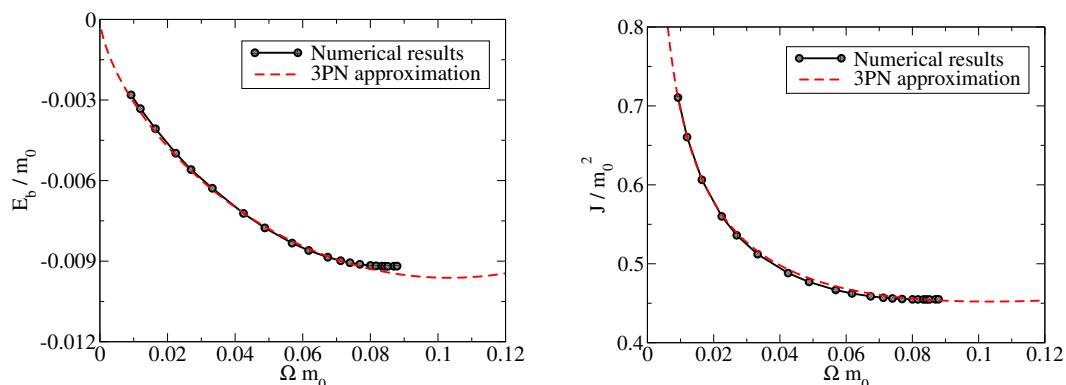 0
-0.003
-0.006
-0.009
-0.012
E_b / m_0
0 0.02 0.04 0.06 0.08 0.1 0.12
Ω m_0
Numerical results
3PN approximation
0.8
0.7
0.6
0.5
0.4
J / m_0^2
0 0.02 0.04 0.06 0.08 0.1 0.12
Ω m_0
Numerical results
3PN approximation